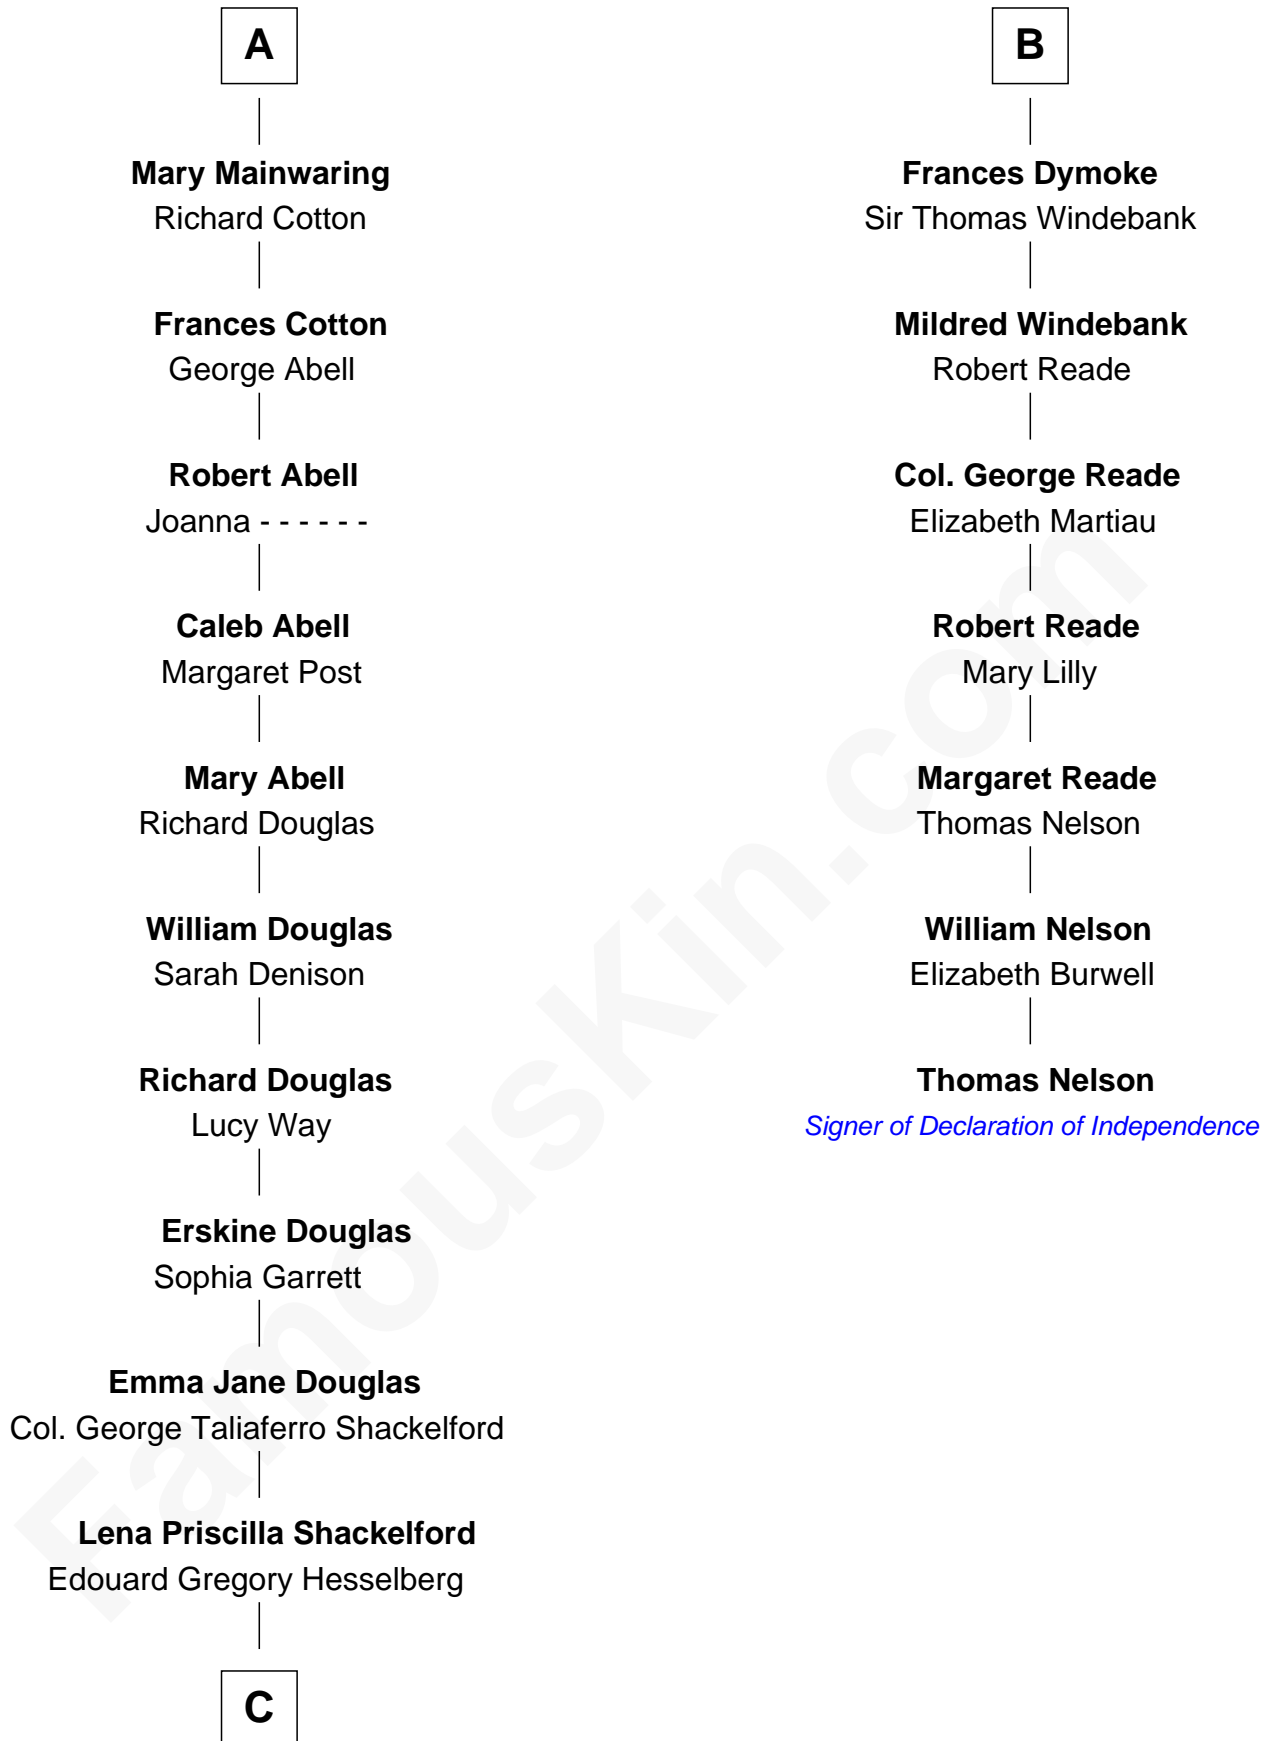 A
Mary Mainwaring
Richard Cotton
Frances Cotton
George Abell
Robert Abell
Joanna - - - - - -
Caleb Abell
Margaret Post
Mary Abell
Richard Douglas
William Douglas
Sarah Denison
Richard Douglas
Lucy Way
Erskine Douglas
Sophia Garrett
Emma Jane Douglas
Col. George Taliaferro Shackelford
Lena Priscilla Shackelford
Edouard Gregory Hesselberg
C
B
Frances Dymoke
Sir Thomas Windebank
Mildred Windebank
Robert Reade
Col. George Reade
Elizabeth Martiau
Robert Reade
Mary Lilly
Margaret Reade
Thomas Nelson
William Nelson
Elizabeth Burwell
Thomas Nelson
Signer of Declaration of Independence
FamousKin.com